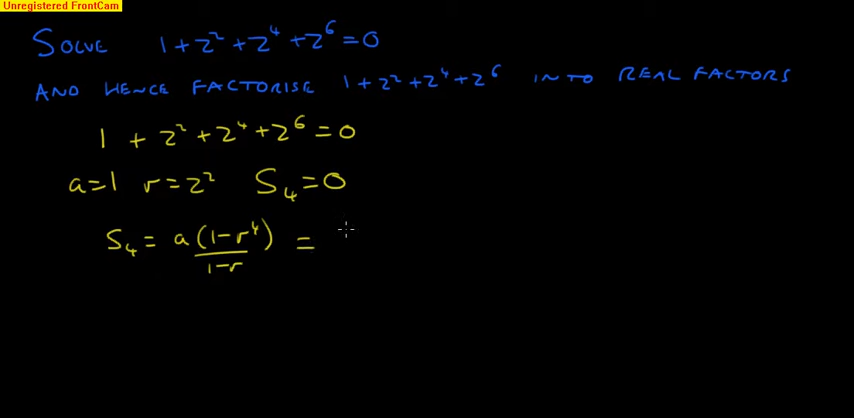 Unregistered FrontCam
SOLVE 1 + z² + z⁴ + z⁶ = 0
AND HENCE FACTORISE 1 + z² + z⁴ + z⁶ INTO REAL FACTORS
1 + z² + z⁴ + z⁶ = 0
a=1 r=z² S₄ = 0
S₄ = a(1-r⁴)/1-r =